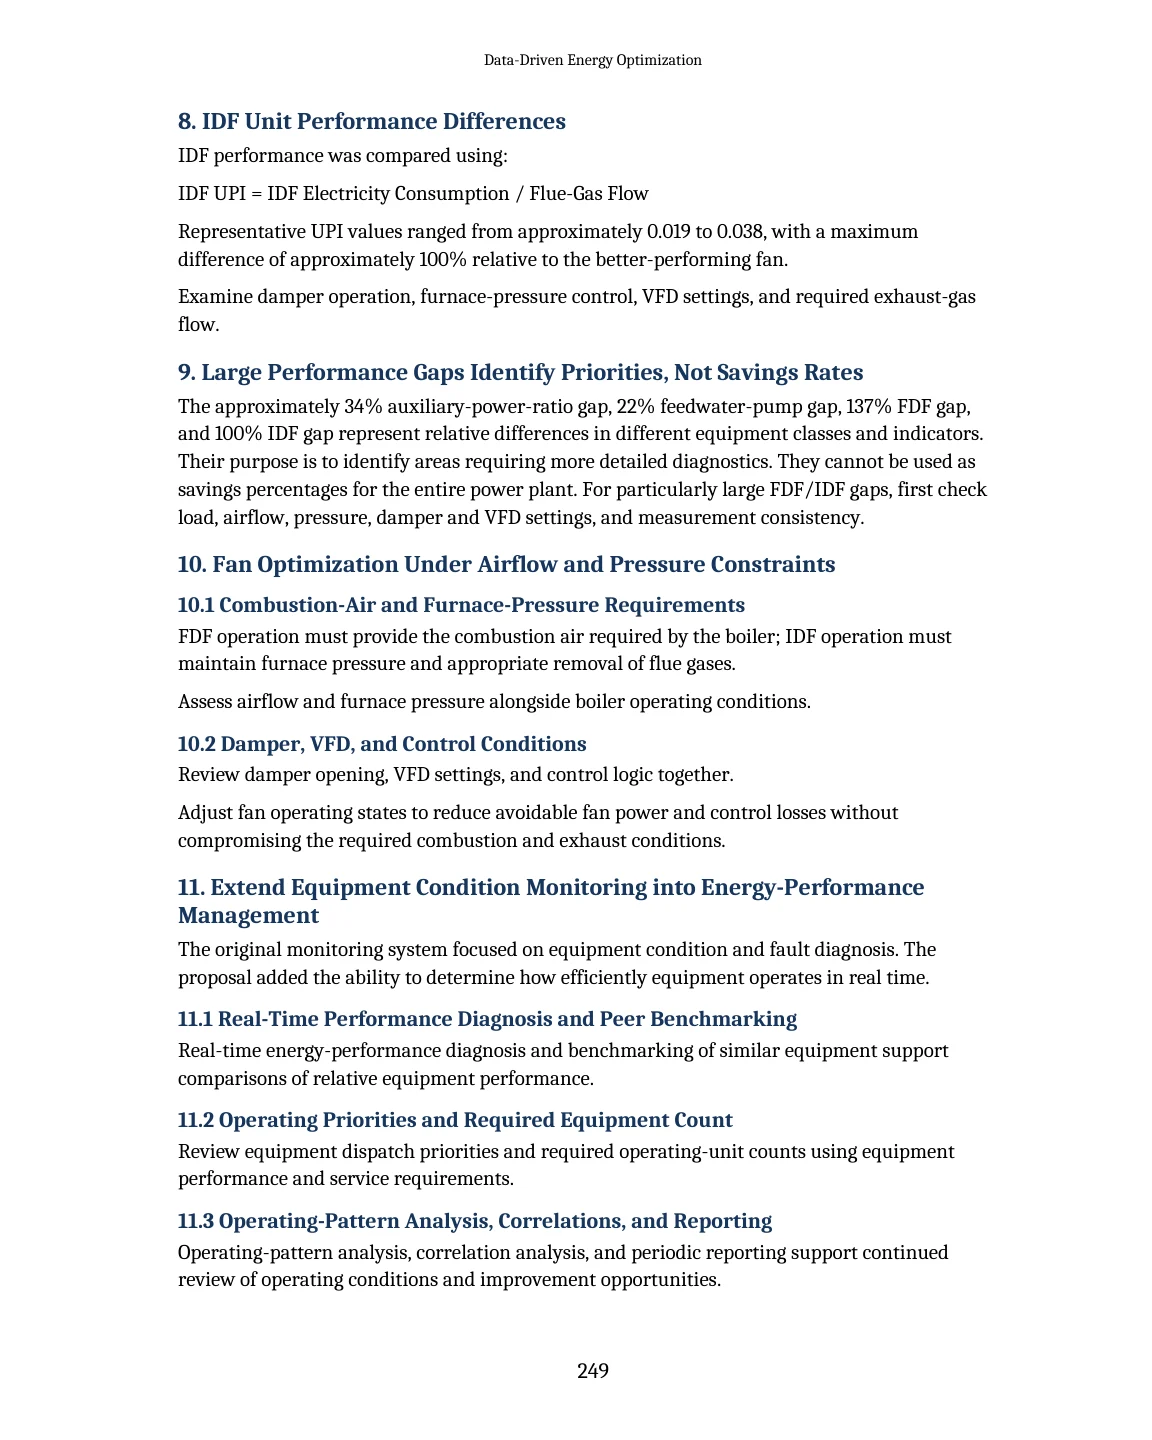 Data-Driven Energy Optimization
8. IDF Unit Performance Differences
IDF performance was compared using:
IDF UPI = IDF Electricity Consumption / Flue-Gas Flow
Representative UPI values ranged from approximately 0.019 to 0.038, with a maximum
difference of approximately 100% relative to the better-performing fan.
Examine damper operation, furnace-pressure control, VFD settings, and required exhaust-gas
flow.
9. Large Performance Gaps Identify Priorities, Not Savings Rates
The approximately 34% auxiliary-power-ratio gap, 22% feedwater-pump gap, 137% FDF gap,
and 100% IDF gap represent relative differences in different equipment classes and indicators.
Their purpose is to identify areas requiring more detailed diagnostics. They cannot be used as
savings percentages for the entire power plant. For particularly large FDF/IDF gaps, first check
load, airflow, pressure, damper and VFD settings, and measurement consistency.
10. Fan Optimization Under Airflow and Pressure Constraints
10.1 Combustion-Air and Furnace-Pressure Requirements
FDF operation must provide the combustion air required by the boiler; IDF operation must
maintain furnace pressure and appropriate removal of flue gases.
Assess airflow and furnace pressure alongside boiler operating conditions.
10.2 Damper, VFD, and Control Conditions
Review damper opening, VFD settings, and control logic together.
Adjust fan operating states to reduce avoidable fan power and control losses without
compromising the required combustion and exhaust conditions.
11. Extend Equipment Condition Monitoring into Energy-Performance
Management
The original monitoring system focused on equipment condition and fault diagnosis. The
proposal added the ability to determine how efficiently equipment operates in real time.
11.1 Real-Time Performance Diagnosis and Peer Benchmarking
Real-time energy-performance diagnosis and benchmarking of similar equipment support
comparisons of relative equipment performance.
11.2 Operating Priorities and Required Equipment Count
Review equipment dispatch priorities and required operating-unit counts using equipment
performance and service requirements.
11.3 Operating-Pattern Analysis, Correlations, and Reporting
Operating-pattern analysis, correlation analysis, and periodic reporting support continued
review of operating conditions and improvement opportunities.
249